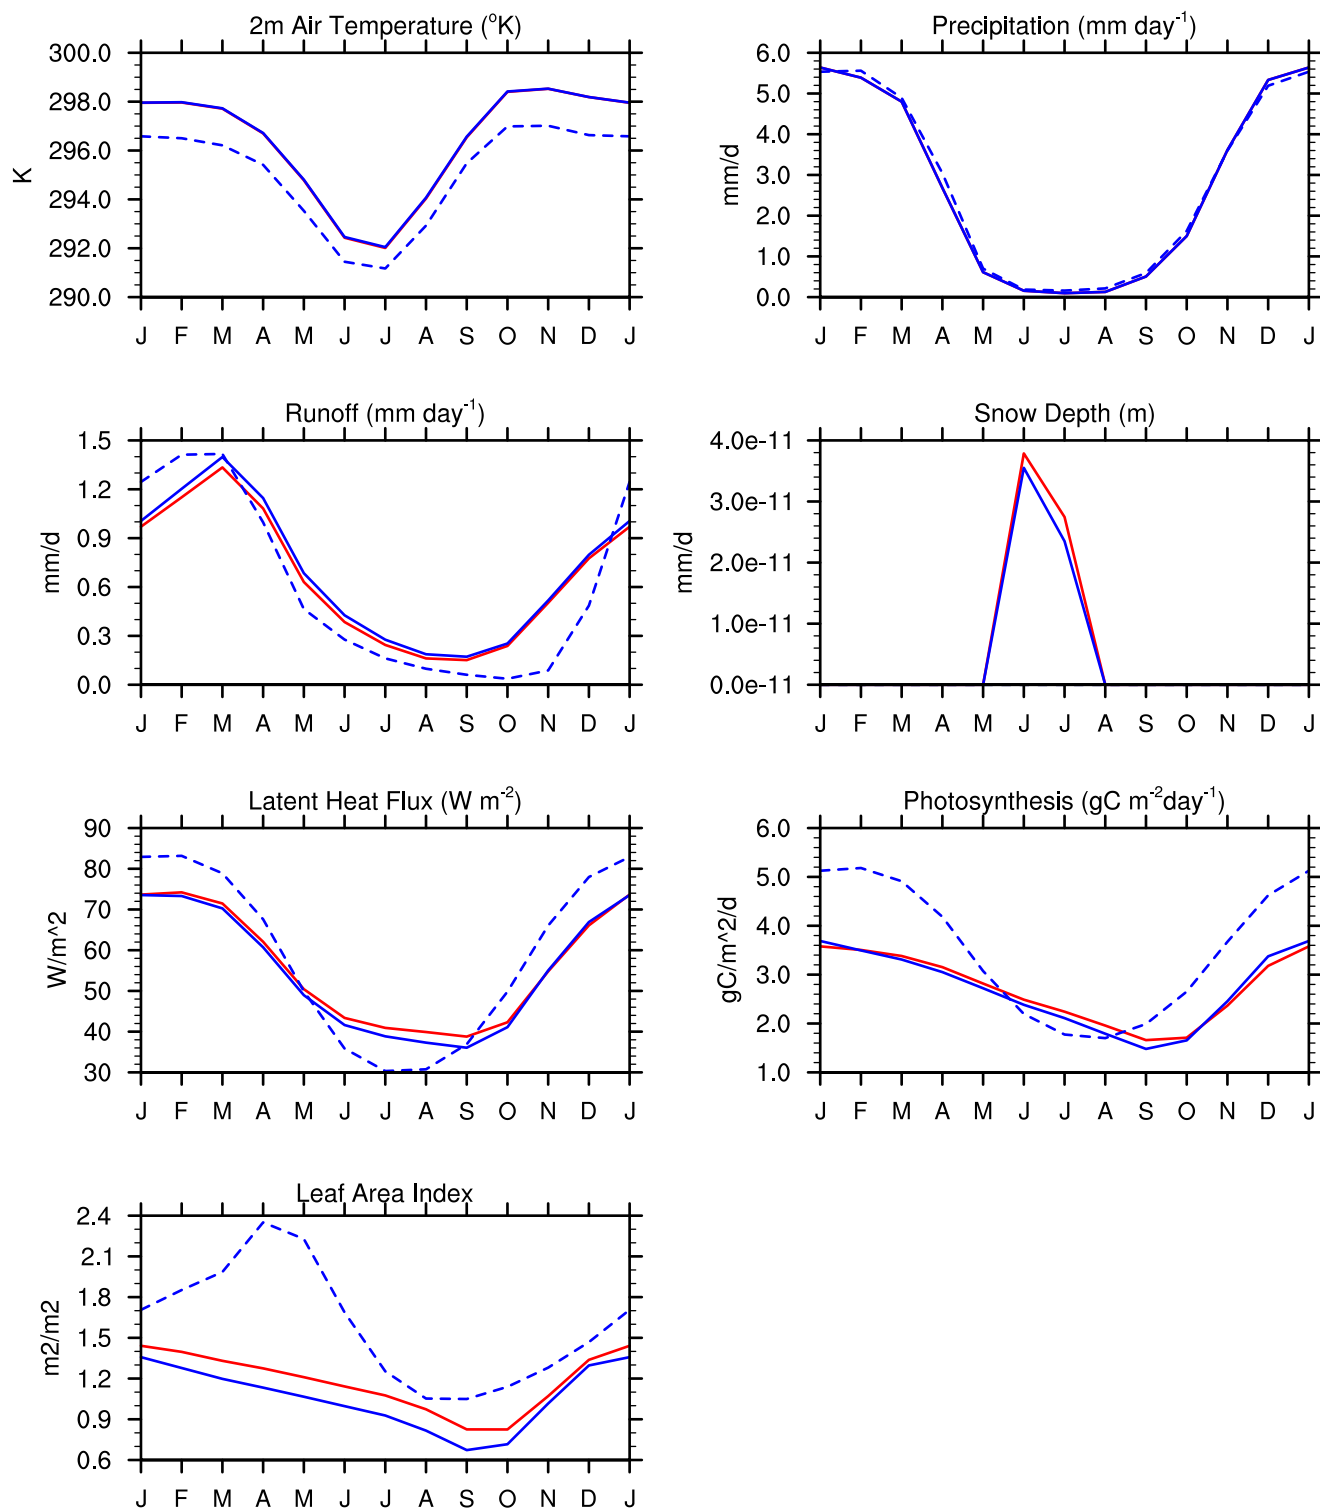 2m Air Temperature (°K)
300.0
298.0
296.0
294.0
292.0
290.0
K
J F M A M J J A S O N D J
Precipitation (mm day⁻¹)
6.0
5.0
4.0
3.0
2.0
1.0
0.0
mm/d
J F M A M J J A S O N D J
Runoff (mm day⁻¹)
1.5
1.2
0.9
0.6
0.3
0.0
mm/d
J F M A M J J A S O N D J
Snow Depth (m)
4.0e-11
3.0e-11
2.0e-11
1.0e-11
0.0e-11
mm/d
J F M A M J J A S O N D J
Latent Heat Flux (W m⁻²)
90
80
70
60
50
40
30
W/m^2
J F M A M J J A S O N D J
Photosynthesis (gC m⁻²day⁻¹)
6.0
5.0
4.0
3.0
2.0
1.0
gC/m^2/d
J F M A M J J A S O N D J
Leaf Area Index
2.4
2.1
1.8
1.5
1.2
0.9
0.6
m2/m2
J F M A M J J A S O N D J